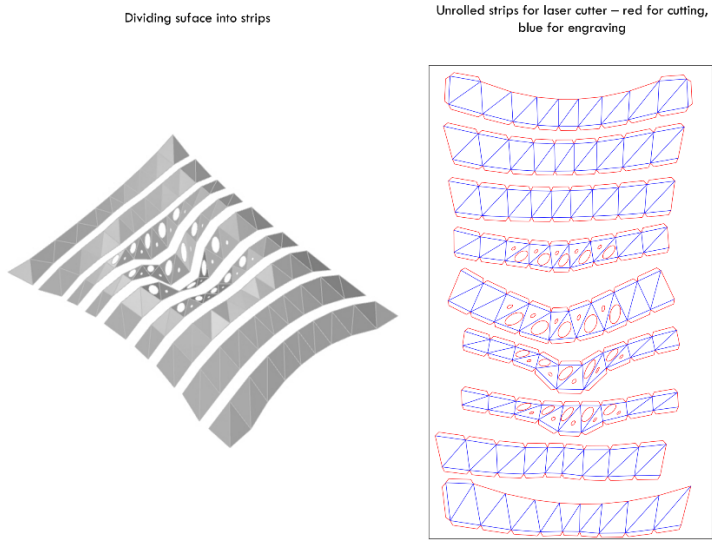 Dividing suface into strips
Unrolled strips for laser cutter – red for cutting,
blue for engraving